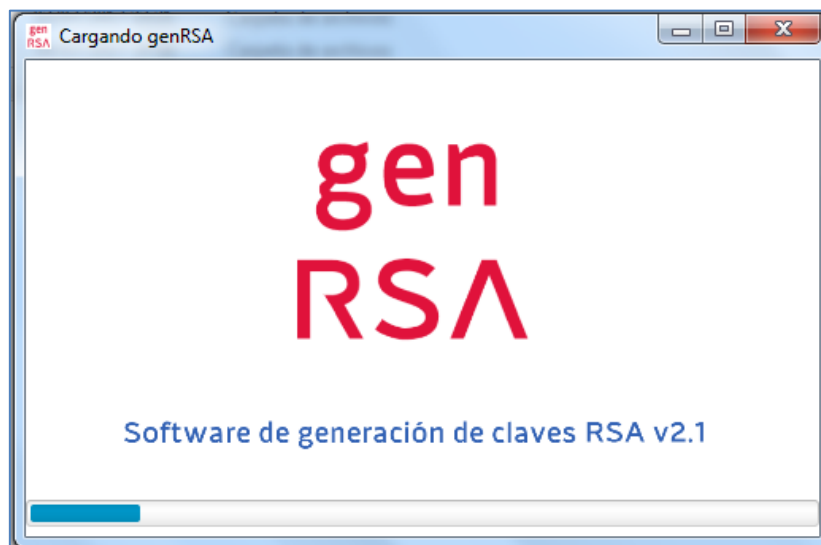 gen
RSA
Cargando genRSA
gen
RSA
Software de generación de claves RSA v2.1